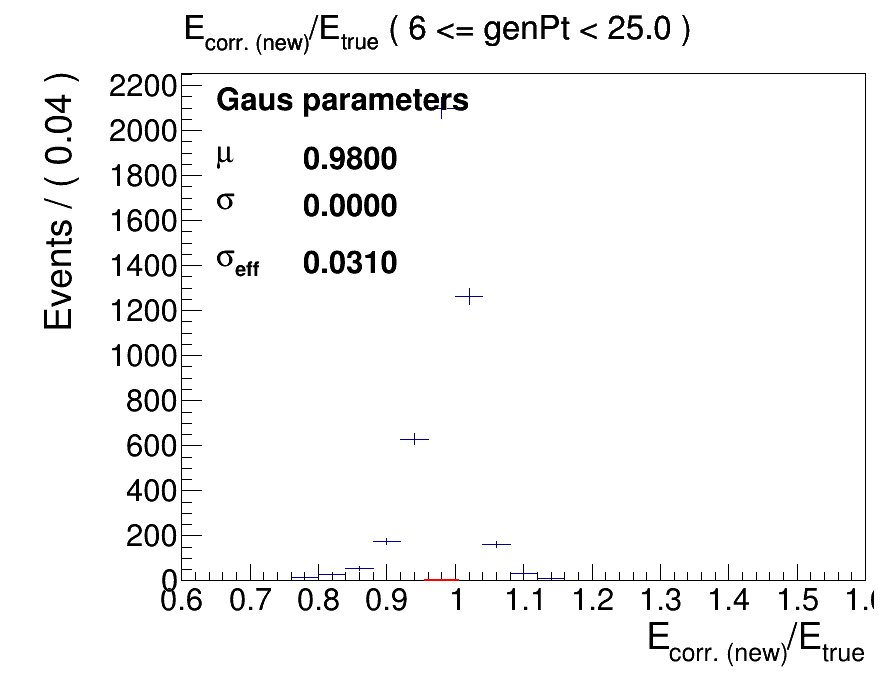 E_corr. (new)/E_true ( 6 <= genPt < 25.0 )
Events / ( 0.04 )
2200
2000
1800
1600
1400
1200
1000
800
600
400
200
0
Gaus parameters
μ 0.9800
σ 0.0000
σ_eff 0.0310
0.6 0.7 0.8 0.9 1 1.1 1.2 1.3 1.4 1.5 1.6
E_corr. (new)/E_true